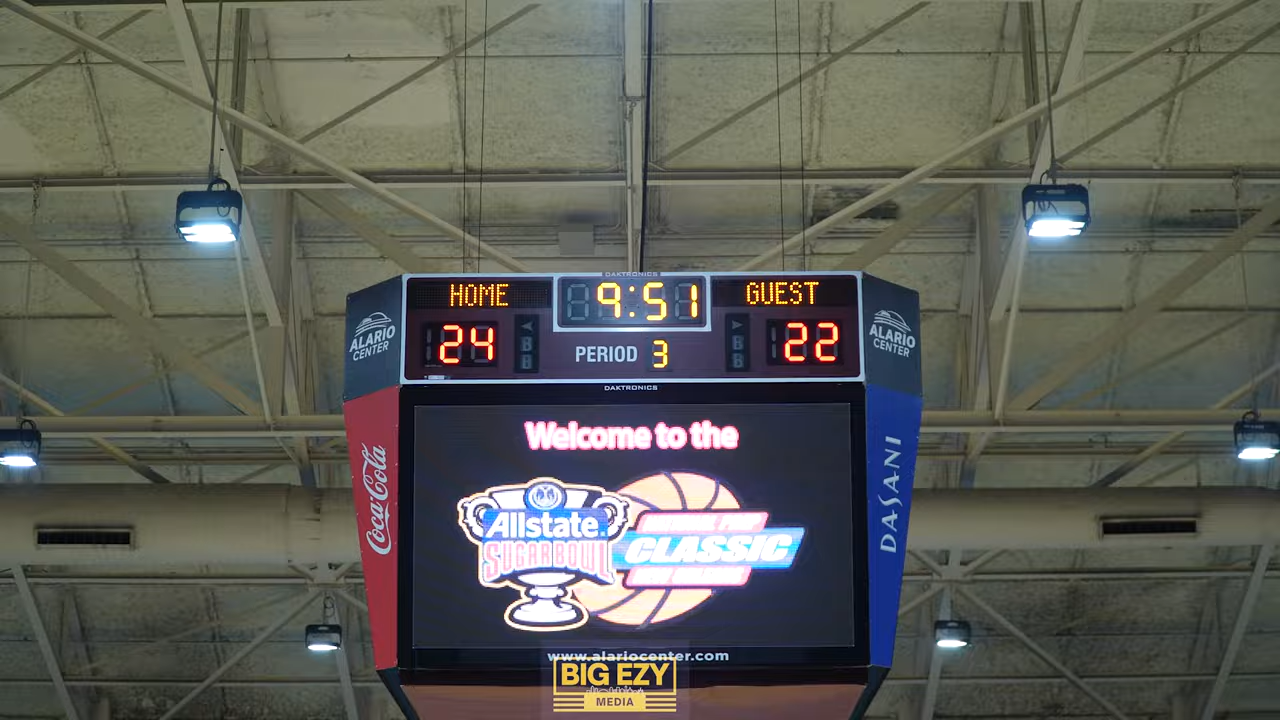 DAKTRONICS
HOME
9:51
GUEST
24
PERIOD 3
22
B
B
B
B
ALARIO
CENTER
ALARIO
CENTER
DAKTRONICS
Welcome to the
Allstate
SUGAR BOWL
CLASSIC
Coca-Cola
DASANI
www.alariocenter.com
BIG EZY
MEDIA